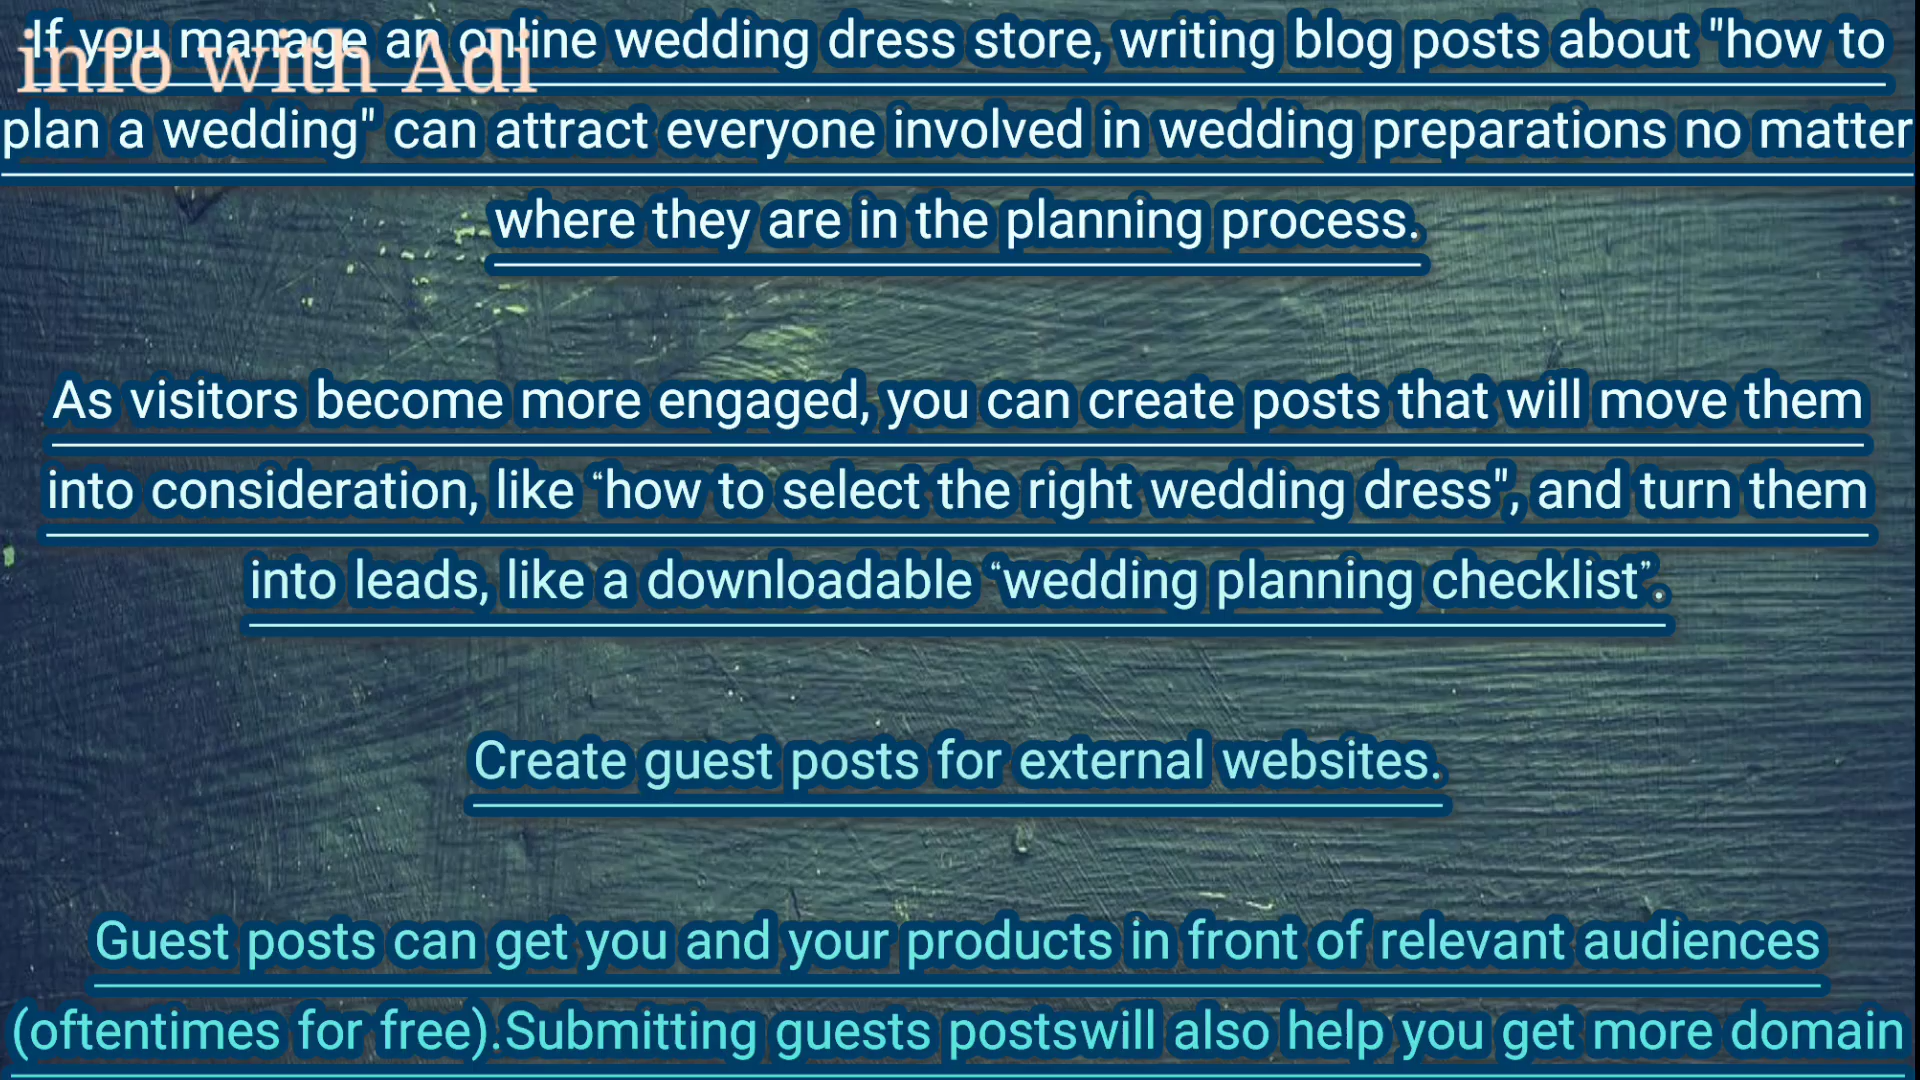 If you manage an online wedding dress store, writing blog posts about "how to
info with Adi
plan a wedding" can attract everyone involved in wedding preparations no matter
where they are in the planning process.
As visitors become more engaged, you can create posts that will move them
into consideration, like “how to select the right wedding dress", and turn them
into leads, like a downloadable “wedding planning checklist”.
Create guest posts for external websites.
Guest posts can get you and your products in front of relevant audiences
(oftentimes for free).Submitting guests postswill also help you get more domain